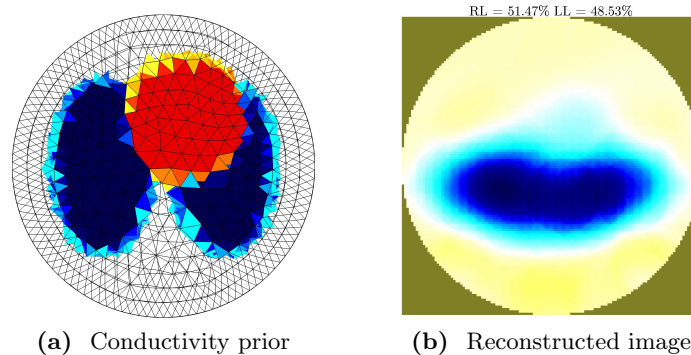 RL = 51.47% LL = 48.53%
(a) Conductivity prior
(b) Reconstructed image